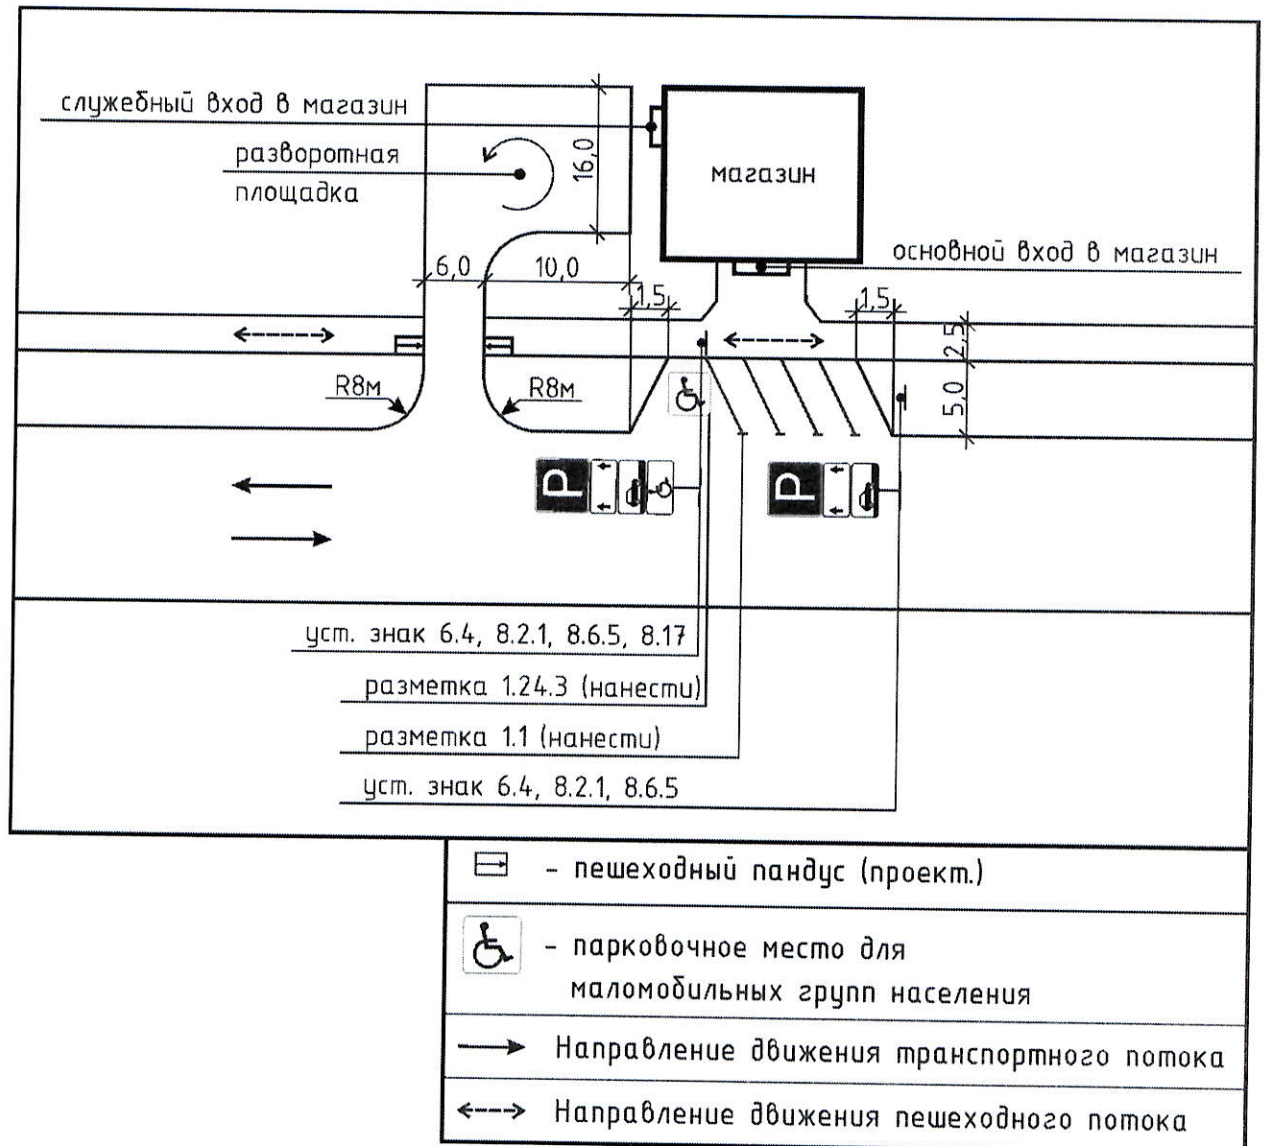 служебный вход в магазин
разворотная
площадка
16,0
магазин
основной вход в магазин
6,0
10,0
1,5
1,5
2,5
5,0
R8м
R8м
P
P
уст. знак 6.4, 8.2.1, 8.6.5, 8.17
разметка 1.24.3 (нанести)
разметка 1.1 (нанести)
уст. знак 6.4, 8.2.1, 8.6.5
- пешеходный пандус (проект.)
- парковочное место для
маломобильных групп населения
Направление движения транспортного потока
Направление движения пешеходного потока